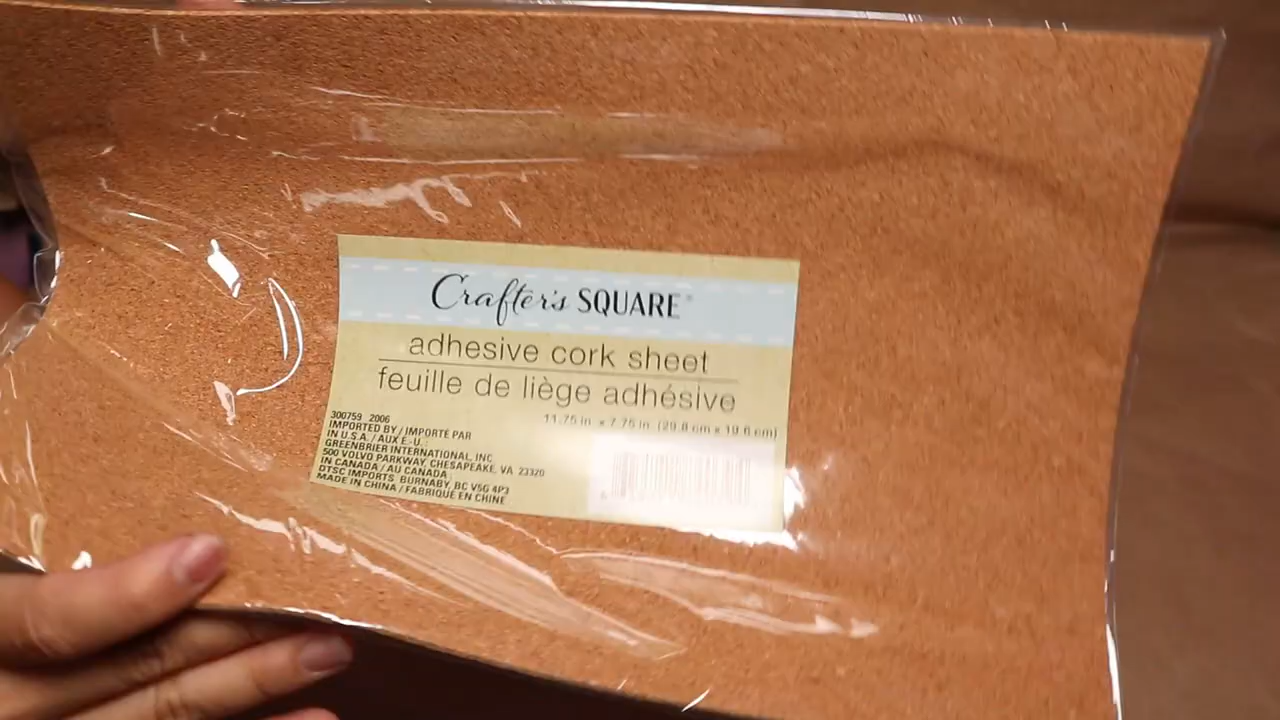 Crafter's SQUARE®
adhesive cork sheet
feuille de liège adhésive
11.75 in. x 7.75 in. (29.8 cm x 19.6 cm)
300759 2006
IMPORTED BY / IMPORTÉ PAR
IN U.S.A. / AUX É.-U. :
GREENBRIER INTERNATIONAL, INC.
500 VOLVO PARKWAY, CHESAPEAKE, VA 23320
IN CANADA / AU CANADA :
DTSC IMPORTS BURNABY, BC V5G 4P3
MADE IN CHINA / FABRIQUÉ EN CHINE